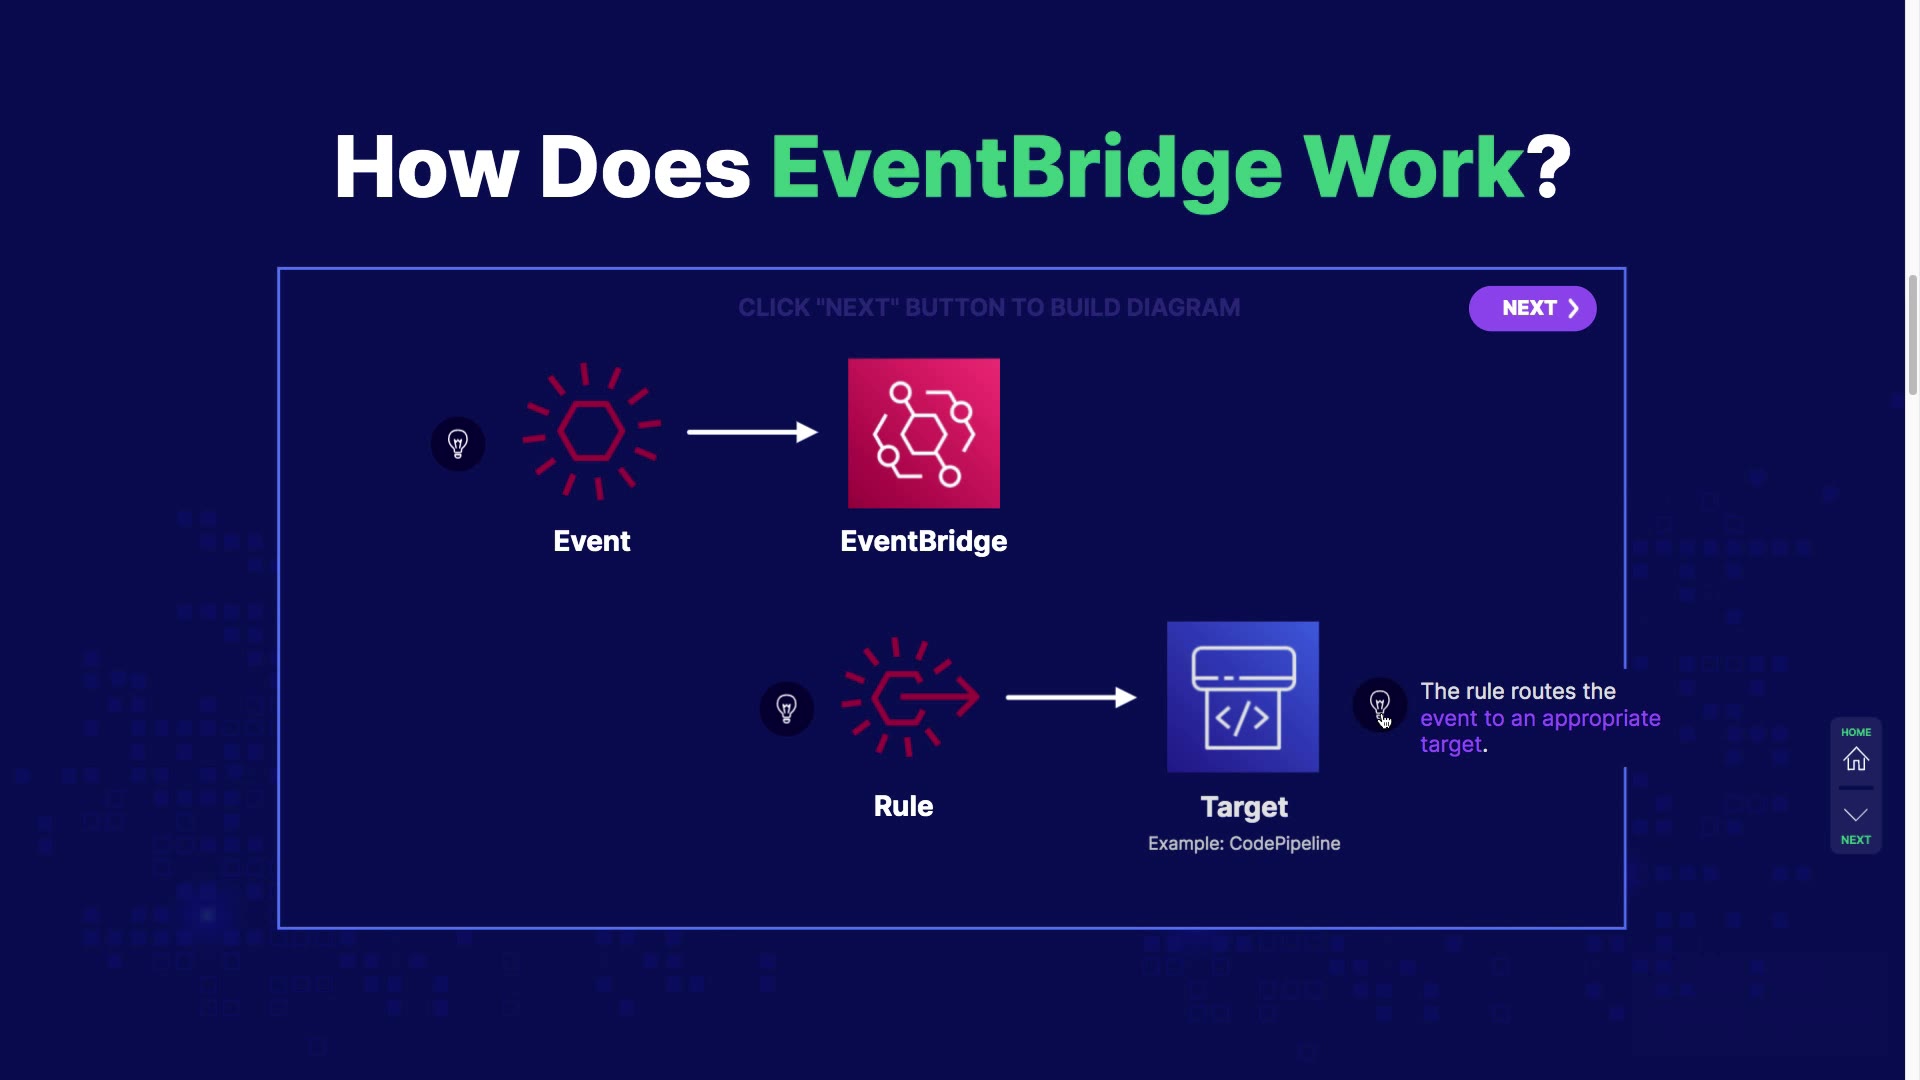 How Does EventBridge Work?
CLICK "NEXT" BUTTON TO BUILD DIAGRAM
NEXT
Event
EventBridge
The rule routes the
event to an appropriate
target.
Rule
Target
Example: CodePipeline
HOME
NEXT